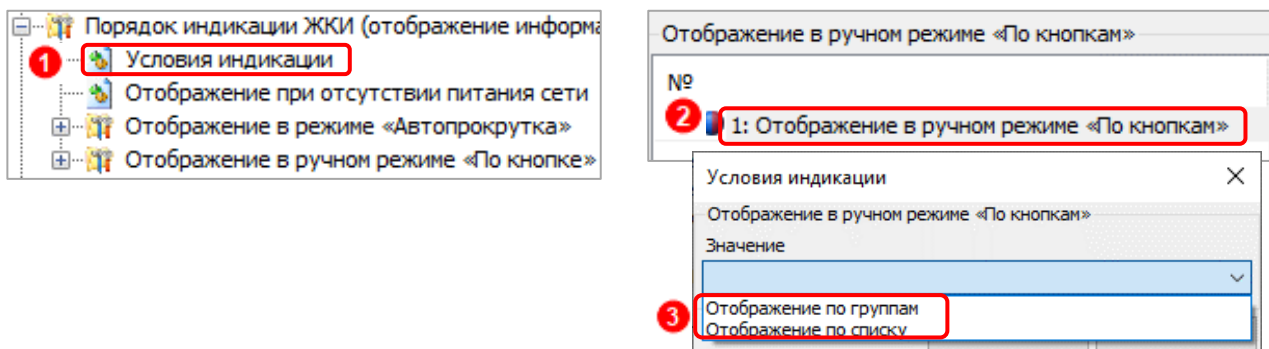 Порядок индикации ЖКИ (отображение информа
1
Условия индикации
Отображение при отсутствии питания сети
Отображение в режиме «Автопрокрутка»
Отображение в ручном режиме «По кнопке»
Отображение в ручном режиме «По кнопкам»
№
2
1: Отображение в ручном режиме «По кнопкам»
Условия индикации
Отображение в ручном режиме «По кнопкам»
Значение
3
Отображение по группам
Отображение по списку